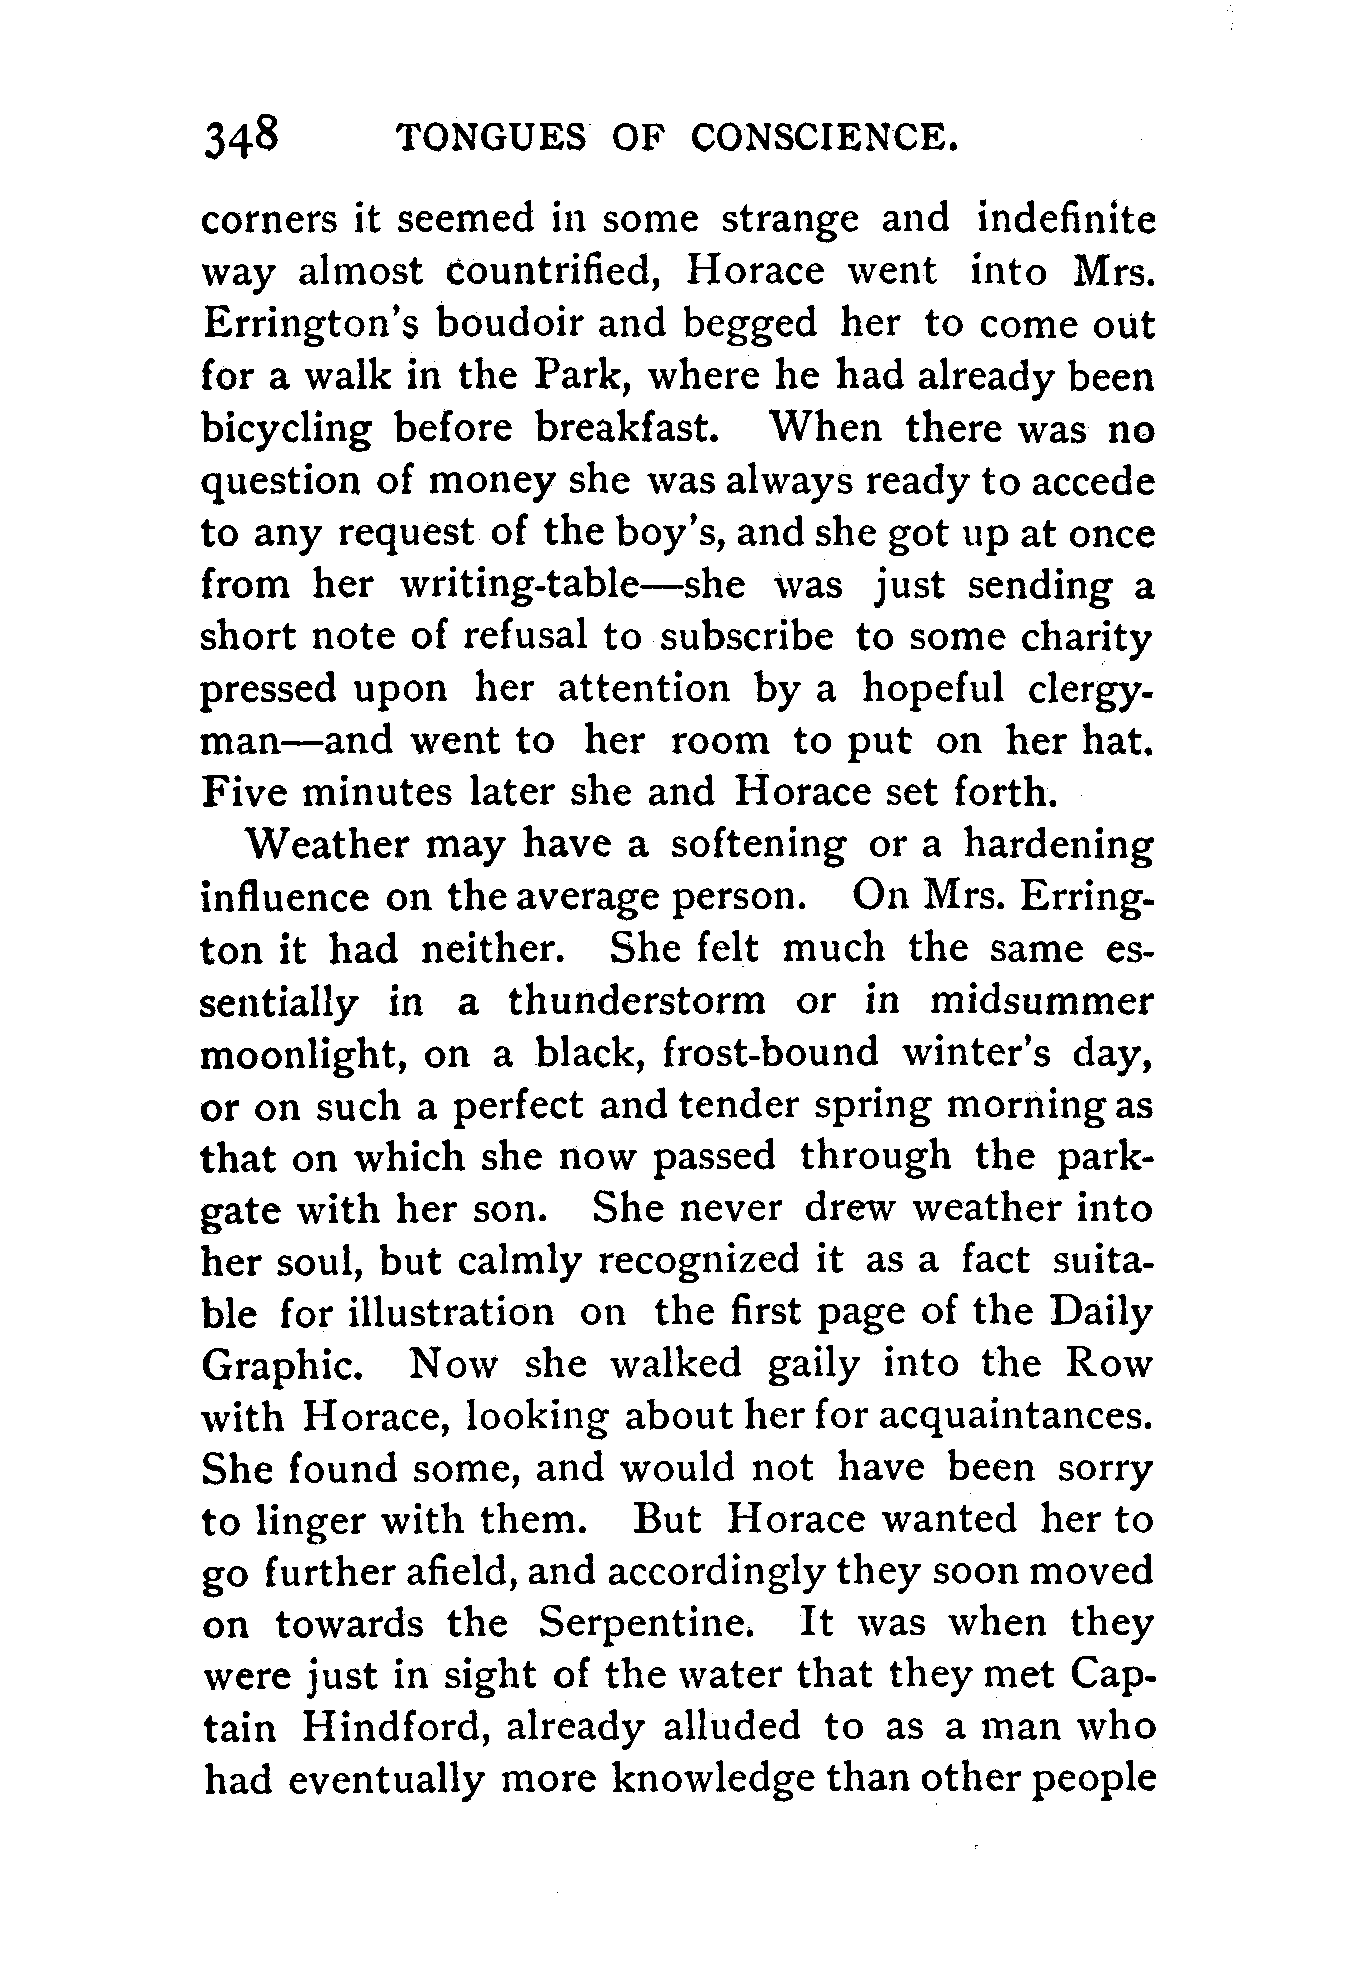 348 TONGUES OF CONSCIENCE.
corners it seemed in some strange and indefinite
way almost countrified, Horace went into Mrs.
Errington's boudoir and begged her to come out
for a walk in the Park, where he had already been
bicycling before breakfast. When there was no
question of money she was always ready to accede
to any request of the boy's, and she got up at once
from her writing-table—she was just sending a
short note of refusal to subscribe to some charity
pressed upon her attention by a hopeful clergy-
man—and went to her room to put on her hat.
Five minutes later she and Horace set forth.
Weather may have a softening or a hardening
influence on the average person. On Mrs. Erring-
ton it had neither. She felt much the same es-
sentially in a thunderstorm or in midsummer
moonlight, on a black, frost-bound winter's day,
or on such a perfect and tender spring morning as
that on which she now passed through the park-
gate with her son. She never drew weather into
her soul, but calmly recognized it as a fact suita-
ble for illustration on the first page of the Daily
Graphic. Now she walked gaily into the Row
with Horace, looking about her for acquaintances.
She found some, and would not have been sorry
to linger with them. But Horace wanted her to
go further afield, and accordingly they soon moved
on towards the Serpentine. It was when they
were just in sight of the water that they met Cap-
tain Hindford, already alluded to as a man who
had eventually more knowledge than other people